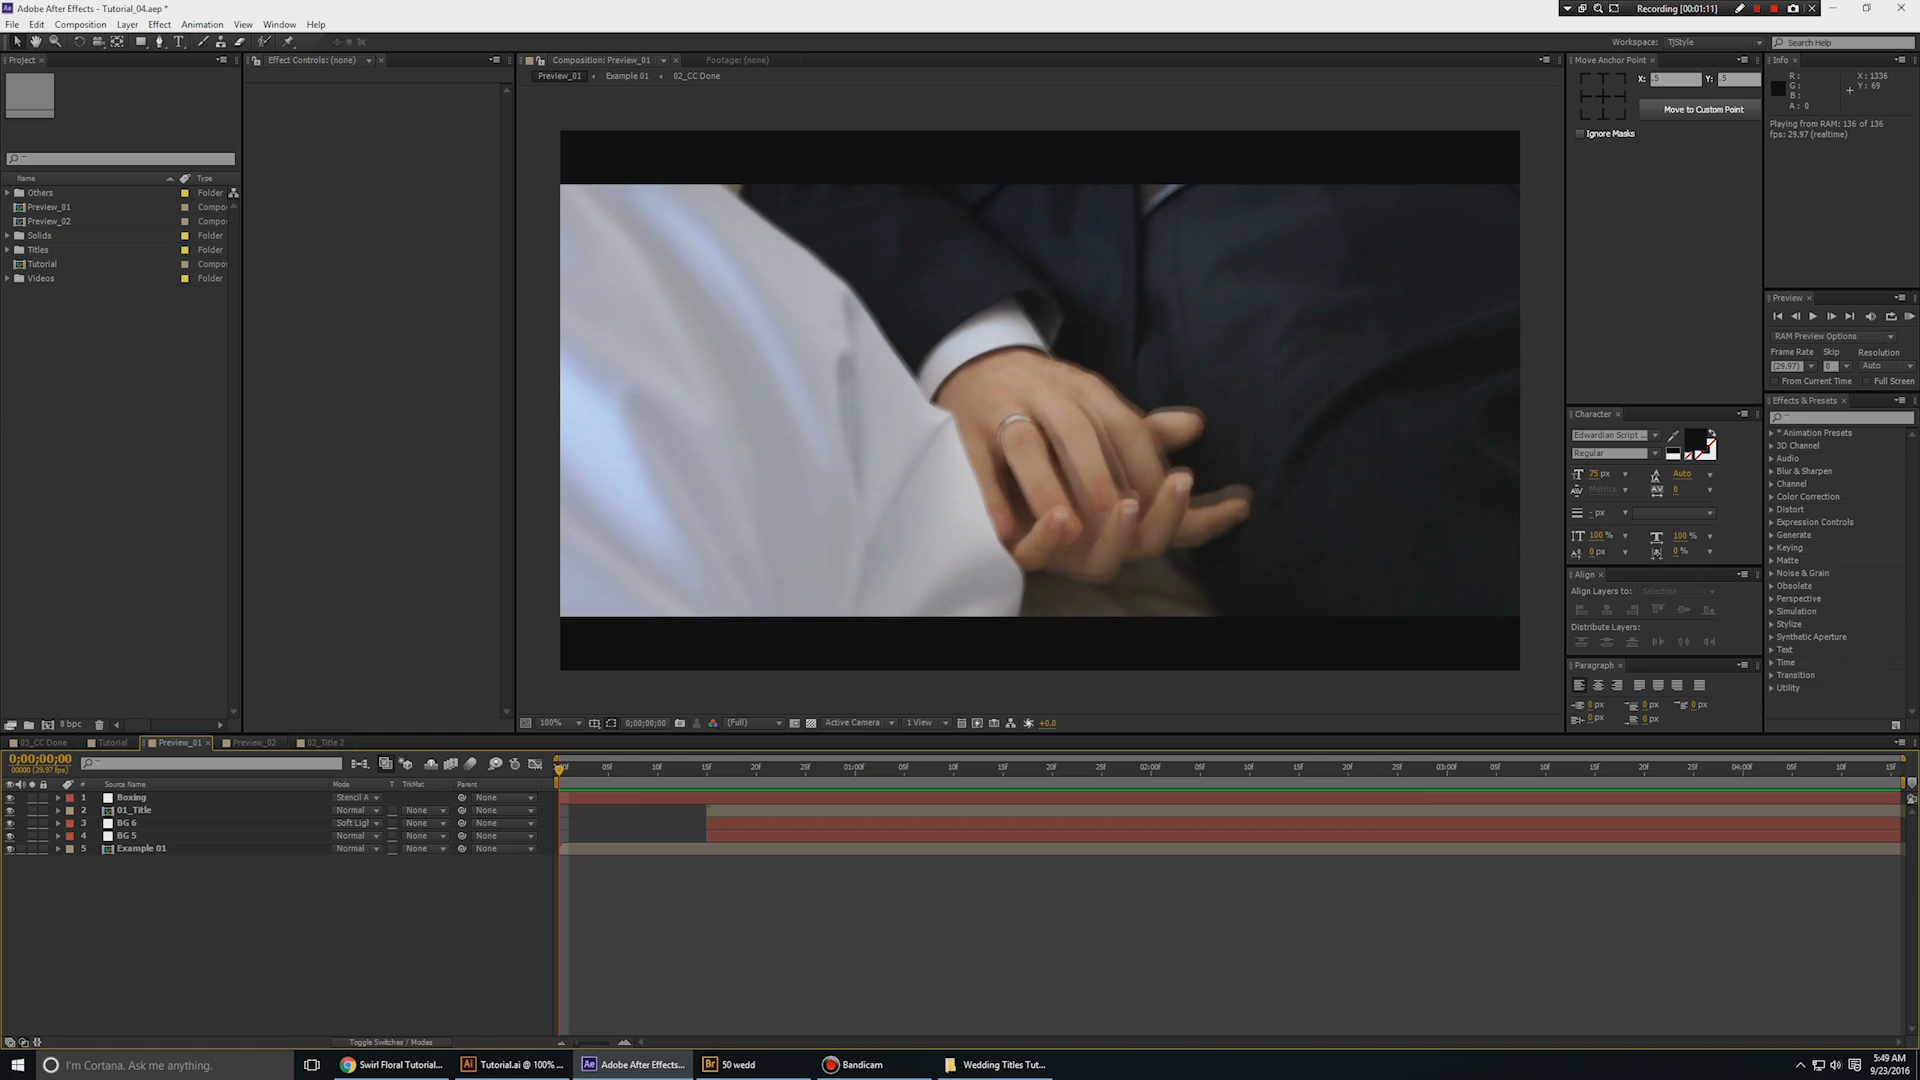 Adobe After Effects - Tutorial_04.aep *
Recording [00:01:11]
File Edit Composition Layer Effect Animation View Window Help
Workspace: TJStyle
Search Help
Project
Effect Controls: (none)
Composition: Preview_01
Footage: (none)
Preview_01 Example 01 02_CC Done
Move Anchor Point
X: .5 Y: .5
Move to Custom Point
Ignore Masks
Info
R :
G :
B :
A : 0
X : 1336
Y : 69
Playing from RAM: 136 of 136
fps: 29.97 (realtime)
Name Type
Others Folder
Preview_01 Compo
Preview_02 Compo
Solids Folder
Titles Folder
Tutorial Compo
Videos Folder
Preview
RAM Preview Options
Frame Rate Skip Resolution
(29.97) 0 Auto
From Current Time Full Screen
Effects & Presets
* Animation Presets
3D Channel
Audio
Blur & Sharpen
Channel
Color Correction
Distort
Expression Controls
Generate
Keying
Matte
Noise & Grain
Obsolete
Perspective
Simulation
Stylize
Synthetic Aperture
Text
Time
Transition
Utility
Character
Edwardian Script ...
Regular
75 px Auto
Metrics 0
- px
100 % 100 %
0 px 0 %
Align
Align Layers to: Selection
Distribute Layers:
Paragraph
0 px 0 px 0 px
0 px 0 px
8 bpc
100% 0;00;00;00 (Full) Active Camera 1 View +0.0
03_CC Done Tutorial Preview_01 Preview_02 02_Title 2
0;00;00;00
00000 (29.97 fps)
05f 10f 15f 20f 25f 01:00f 05f 10f 15f 20f 25f 02:00f 05f 10f 15f 20f 25f 03:00f 05f 10f 15f 20f 25f 04:00f 05f 10f 15f
# Source Name Mode T TrkMat Parent
1 Boxing Stencil A None
2 01_Title Normal None None
3 BG 6 Soft Ligh None None
4 BG 5 Normal None None
5 Example 01 Normal None None
Toggle Switches / Modes
I'm Cortana. Ask me anything.
Swirl Floral Tutorial...
Tutorial.ai @ 100% ...
Adobe After Effects...
50 wedd
Bandicam
Wedding Titles Tut...
5:49 AM
9/23/2016